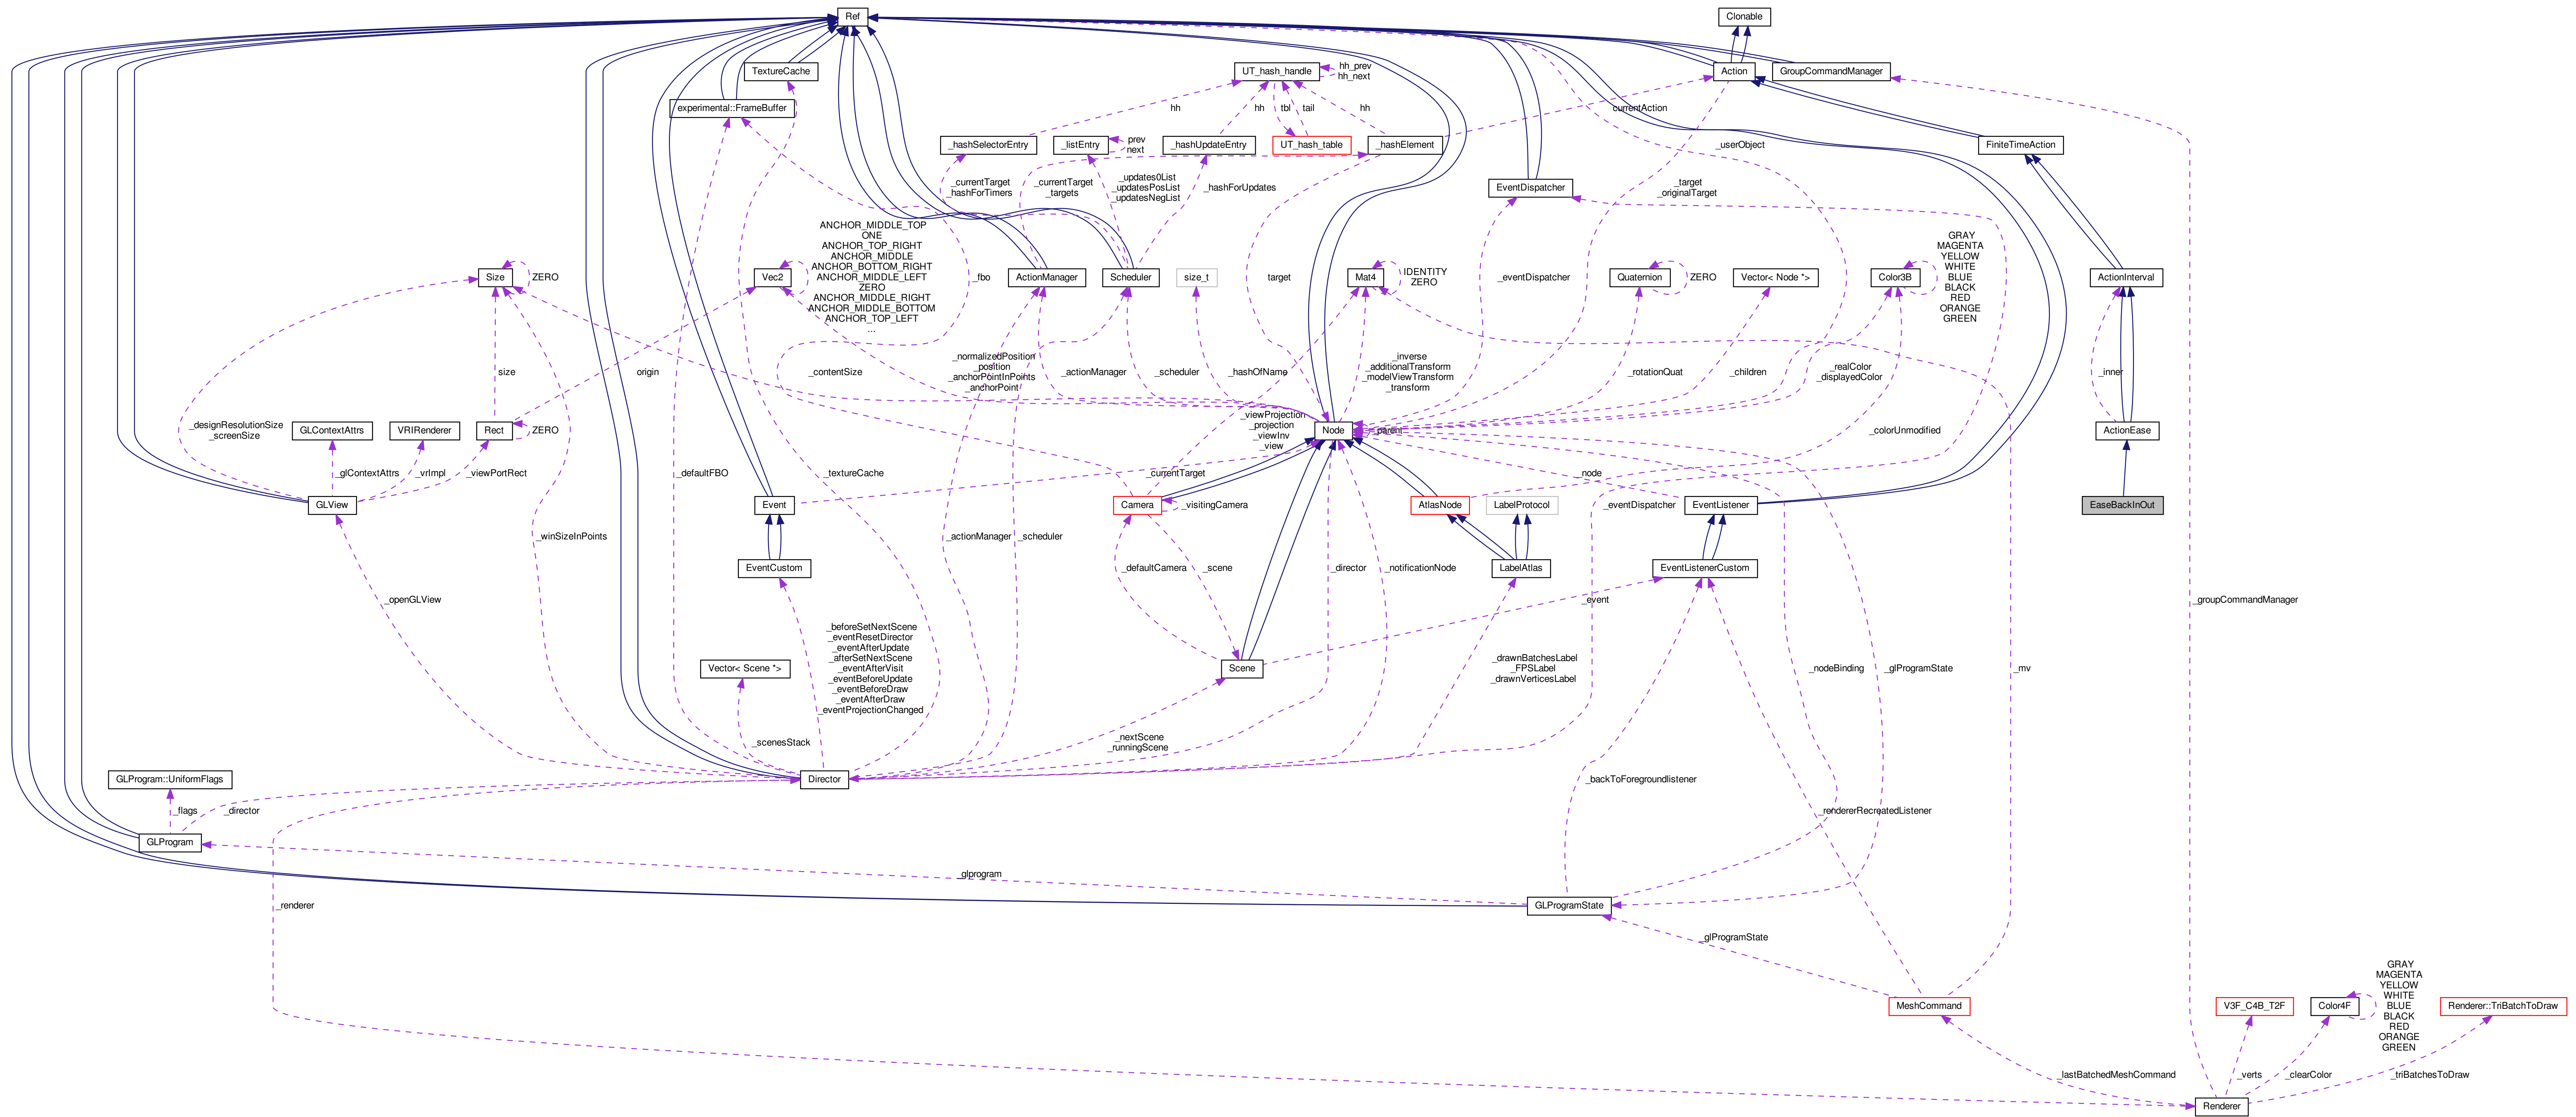 Ref
Clonable
TextureCache
UT_hash_handle
hh_prev
hh_next
Action
GroupCommandManager
experimental::FrameBuffer
hh
hh
tbl
tail
hh
currentAction
_hashSelectorEntry
_listEntry
prev
next
_hashUpdateEntry
UT_hash_table
_hashElement
_userObject
FiniteTimeAction
_currentTarget
_hashForTimers
_currentTarget
_targets
_updates0List
_updatesPosList
_updatesNegList
_hashForUpdates
EventDispatcher
_target
_originalTarget
ANCHOR_MIDDLE_TOP
ONE
ANCHOR_TOP_RIGHT
ANCHOR_MIDDLE
ANCHOR_BOTTOM_RIGHT
ANCHOR_MIDDLE_LEFT
ZERO
ANCHOR_MIDDLE_RIGHT
ANCHOR_MIDDLE_BOTTOM
ANCHOR_TOP_LEFT
...
GRAY
MAGENTA
YELLOW
WHITE
BLUE
BLACK
RED
ORANGE
GREEN
Size
ZERO
Vec2
_fbo
ActionManager
Scheduler
size_t
target
Mat4
IDENTITY
ZERO
_eventDispatcher
Quaternion
ZERO
Vector< Node *>
Color3B
ActionInterval
size
origin
_contentSize
_normalizedPosition
_position
_anchorPointInPoints
_anchorPoint
_actionManager
_scheduler
_hashOfName
_inverse
_additionalTransform
_modelViewTransform
_transform
_rotationQuat
_children
_realColor
_displayedColor
_inner
_designResolutionSize
_screenSize
GLContextAttrs
VRIRenderer
Rect
ZERO
_viewProjection
_projection
_viewInv
_view
Node
_parent
_colorUnmodified
ActionEase
_glContextAttrs
_vrImpl
_viewPortRect
_defaultFBO
_textureCache
_currentTarget
_node
GLView
Event
Camera
_visitingCamera
AtlasNode
LabelProtocol
_eventDispatcher
EventListener
EaseBackInOut
_winSizeInPoints
_actionManager
_scheduler
EventCustom
_defaultCamera
_scene
_director
_notificationNode
LabelAtlas
EventListenerCustom
_openGLView
_event
_groupCommandManager
_beforeSetNextScene
_eventResetDirector
_eventAfterUpdate
_afterSetNextScene
_eventAfterVisit
_eventBeforeUpdate
_eventBeforeDraw
_eventAfterDraw
_eventProjectionChanged
Vector< Scene *>
Scene
_drawnBatchesLabel
_FPSLabel
_drawnVerticesLabel
_nodeBinding
_glProgramState
_mv
_scenesStack
_nextScene
_runningScene
GLProgram::UniformFlags
Director
_backToForegroundlistener
_flags
_director
_rendererRecreatedListener
GLProgram
_glprogram
_renderer
GLProgramState
_glProgramState
GRAY
MAGENTA
YELLOW
WHITE
BLUE
BLACK
RED
ORANGE
GREEN
MeshCommand
V3F_C4B_T2F
Color4F
Renderer::TriBatchToDraw
_lastBatchedMeshCommand
_verts
_clearColor
_triBatchesToDraw
Renderer